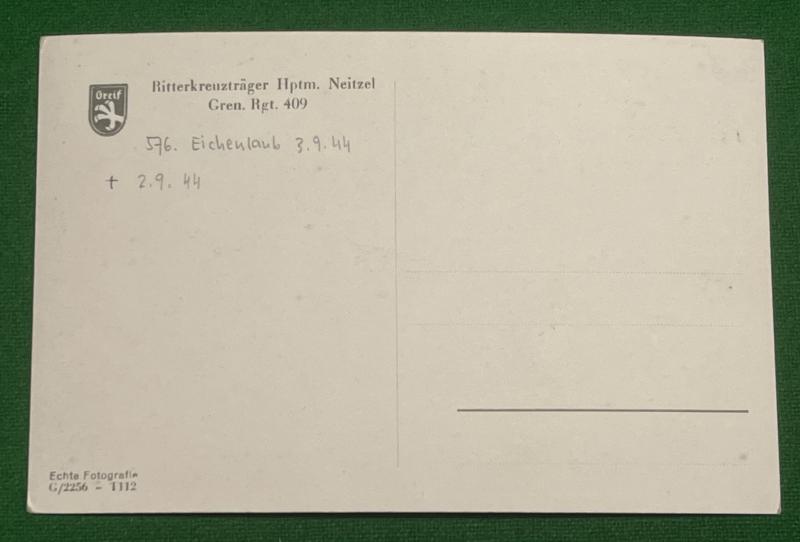 Greif
Ritterkreuzträger Hptm. Neitzel
Gren. Rgt. 409
576. Eichenlaub 3.9.44
+ 2.9.44
Echte Fotografie
G/2256 – T112